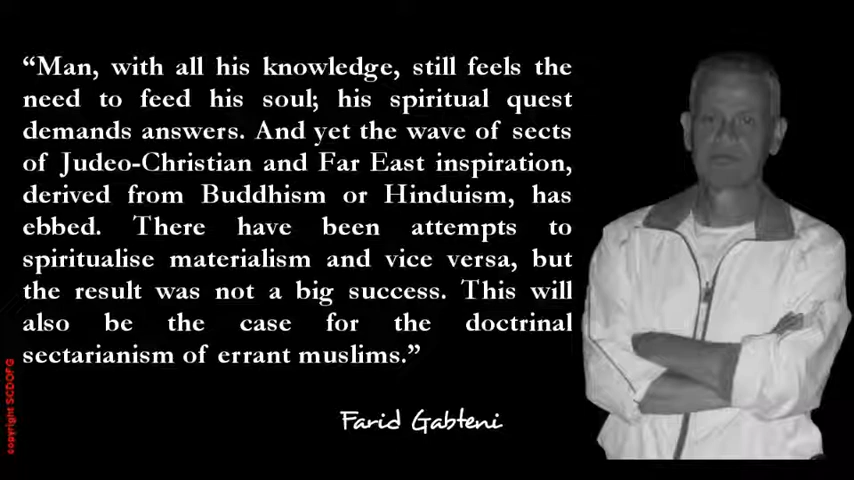 “Man, with all his knowledge, still feels the
need to feed his soul; his spiritual quest
demands answers. And yet the wave of sects
of Judeo-Christian and Far East inspiration,
derived from Buddhism or Hinduism, has
ebbed. There have been attempts to
spiritualise materialism and vice versa, but
the result was not a big success. This will
also be the case for the doctrinal
sectarianism of errant muslims.”
Farid Gabteni
copyright SCDOFG